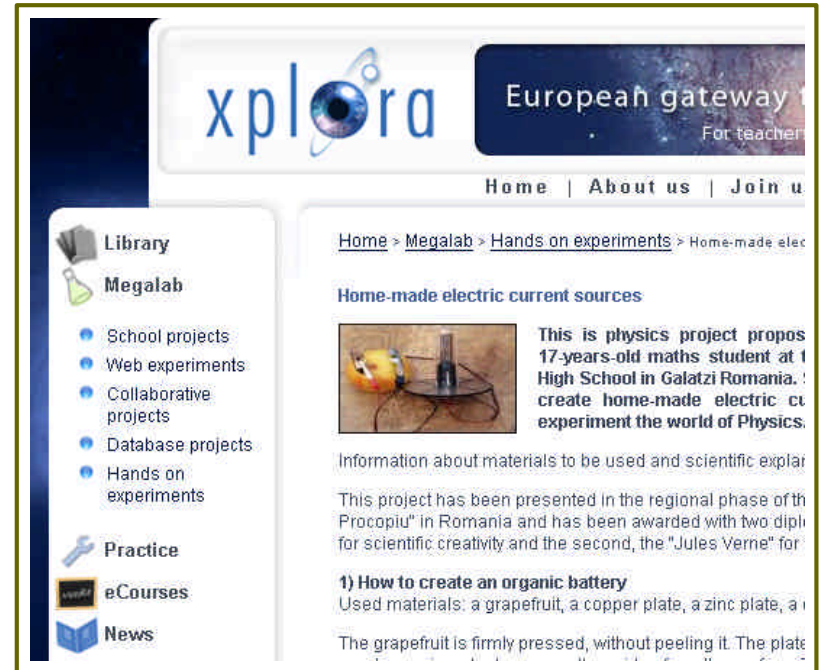 xplora
European gateway
For teacher
Home | About us | Join u
Library
Megalab
School projects
Web experiments
Collaborative
projects
Database projects
Hands on
experiments
Practice
eCourses
News
Home > Megalab > Hands on experiments > Home-made elec
Home-made electric current sources
This is physics project propos
17-years-old maths student at
High School in Galatzi Romania.
create home-made electric cu
experiment the world of Physics.
Information about materials to be used and scientific explan
This project has been presented in the regional phase of th
Procopiu" in Romania and has been awarded with two diplo
for scientific creativity and the second, the "Jules Verne" for
1) How to create an organic battery
Used materials: a grapefruit, a copper plate, a zinc plate, a
The grapefruit is firmly pressed, without peeling it. The plate